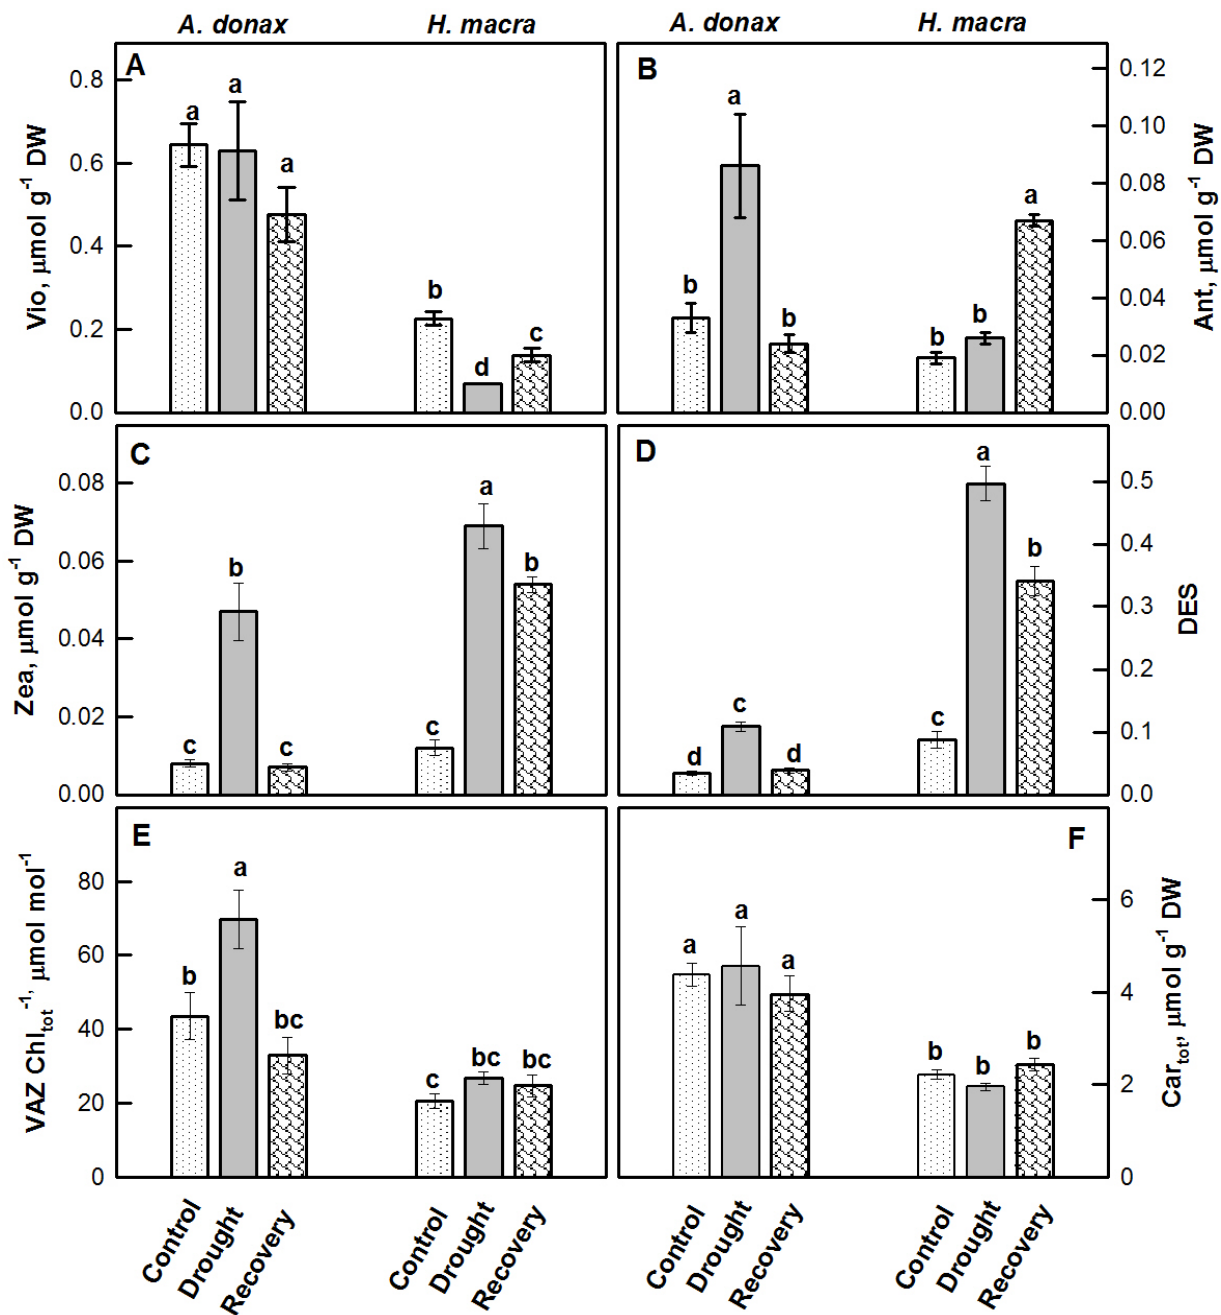 A. donax H. macra A. donax H. macra
A
Vio, μmol g⁻¹ DW
0.8
0.6
0.4
0.2
0.0
a a a b d c
B
Ant, μmol g⁻¹ DW
0.12
0.10
0.08
0.06
0.04
0.02
0.00
b a b b b a
C
Zea, μmol g⁻¹ DW
0.08
0.06
0.04
0.02
0.00
c b c c a b
D
DES
0.5
0.4
0.3
0.2
0.1
0.0
d c d c a b
E
VAZ Chl_tot⁻¹, μmol mol⁻¹
80
60
40
20
0
b a bc c bc bc
F
Car_tot, μmol g⁻¹ DW
6
4
2
0
a a a b b b
Control Drought Recovery Control Drought Recovery Control Drought Recovery Control Drought Recovery